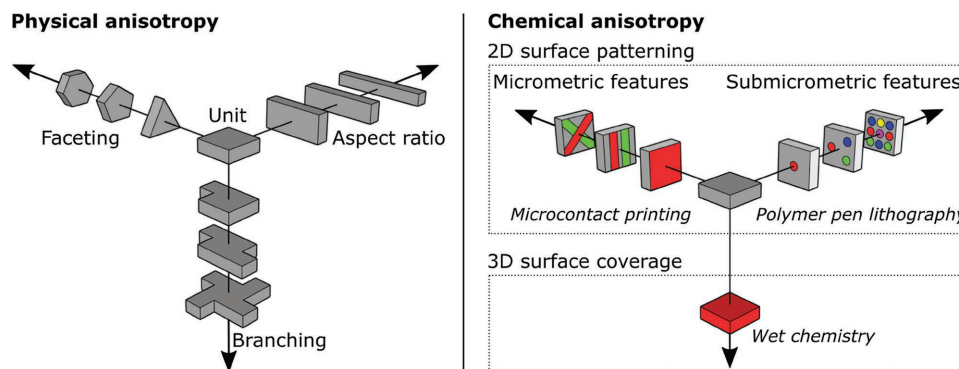 Physical anisotropy
Faceting
Unit
Aspect ratio
Branching
Chemical anisotropy
2D surface patterning
Micrometric features
Submicrometric features
Microcontact printing
Polymer pen lithography
3D surface coverage
Wet chemistry